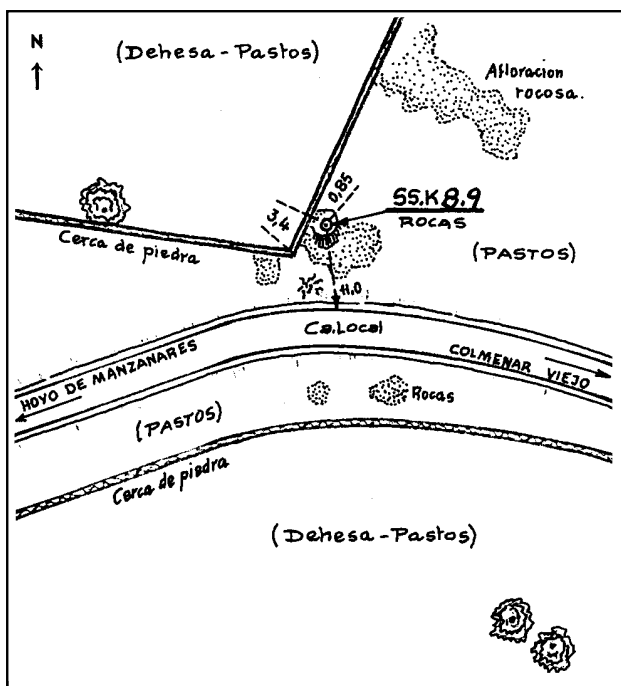 N
(Dehesa - Pastos)
Afloracion
rocosa.
0,85
3,4
SS.K 8.9
ROCAS
Cerca de piedra
(PASTOS)
11.0
Ca. Local
HOYO DE MANZANARES
COLMENAR VIEJO
Rocas
(PASTOS)
Cerca de piedra
(Dehesa - Pastos)